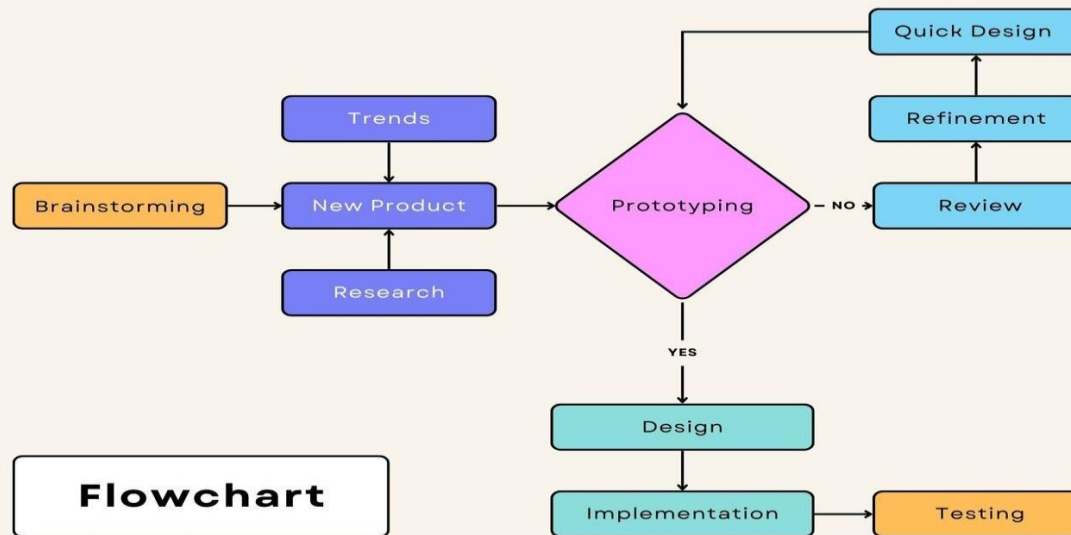 Quick Design
Trends
Refinement
Brainstorming
New Product
Prototyping
NO
Review
Research
YES
Design
Flowchart
Implementation
Testing